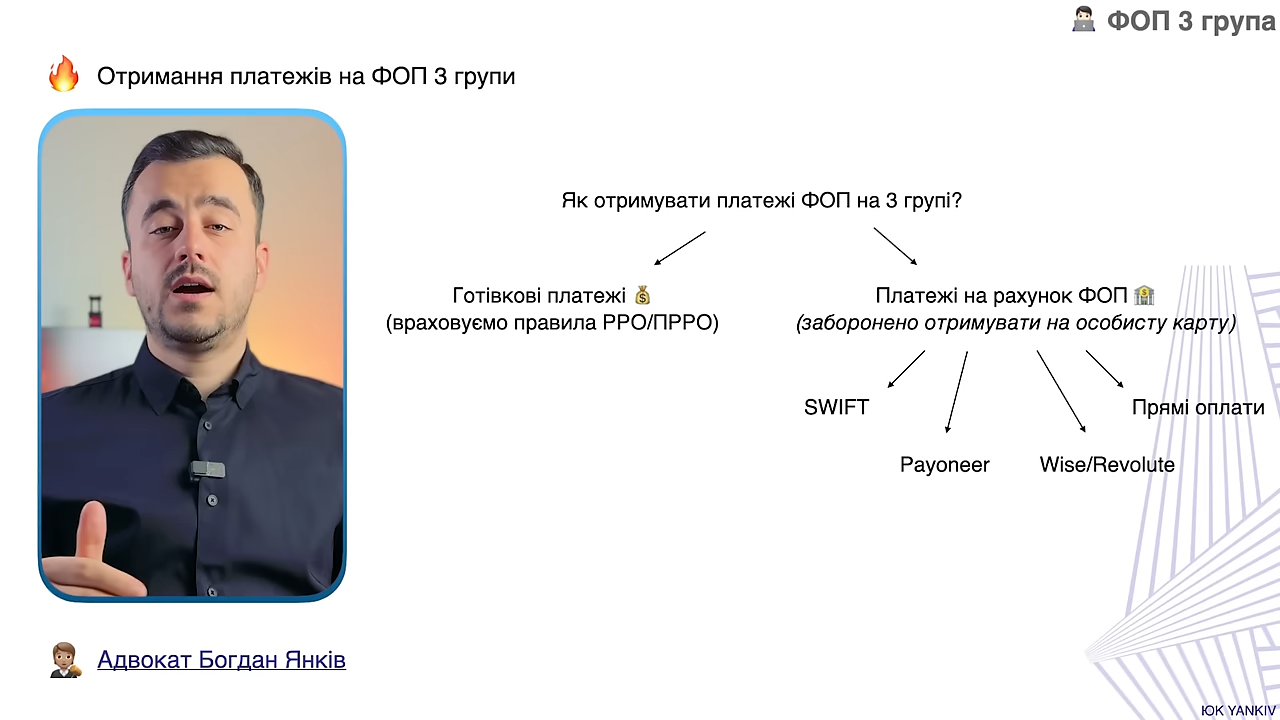 ФОП 3 група
Отримання платежів на ФОП 3 групи
Як отримувати платежі ФОП на 3 групі?
Готівкові платежі
(враховуємо правила РРО/ПРРО)
Платежі на рахунок ФОП
(заборонено отримувати на особисту карту)
SWIFT
Payoneer
Wise/Revolute
Прямі оплати
Адвокат Богдан Янків
ЮК YANKIV